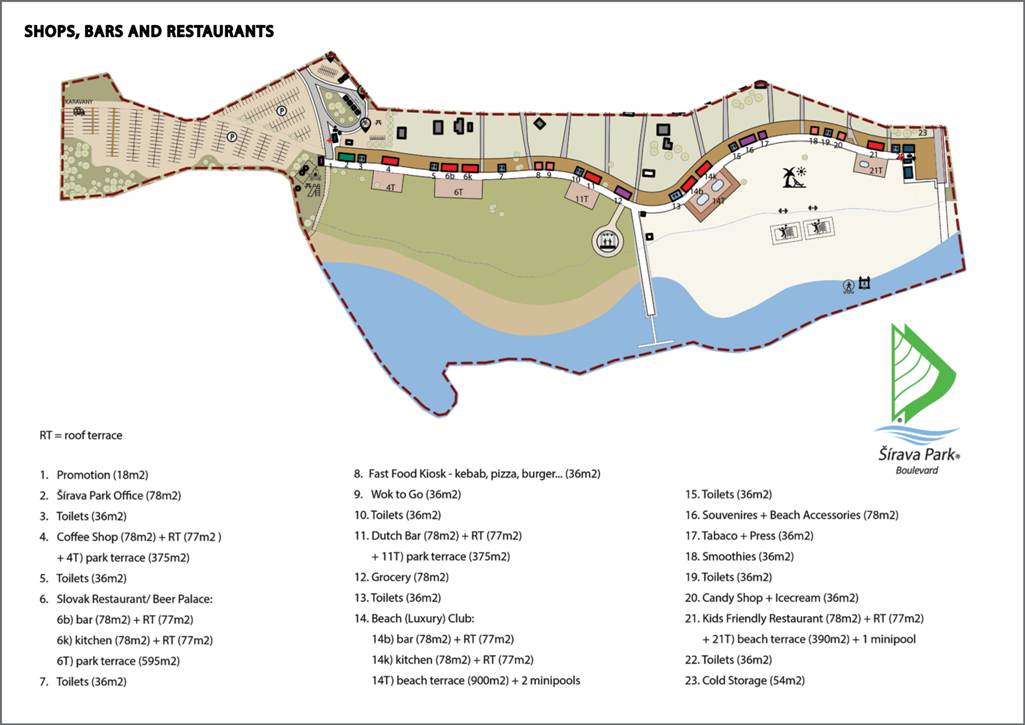 SHOPS, BARS AND RESTAURANTS
KARAVANY
P
P
1
2
3
4
4T
5
6b
6k
6T
7
8
9
10
11
11T
12
13
14b
14k
14T
15
16
17
18
19
20
21
21T
23
Šírava Park®
Boulevard
RT = roof terrace
1. Promotion (18m2)
2. Šírava Park Office (78m2)
3. Toilets (36m2)
4. Coffee Shop (78m2) + RT (77m2 )
+ 4T) park terrace (375m2)
5. Toilets (36m2)
6. Slovak Restaurant/ Beer Palace:
6b) bar (78m2) + RT (77m2)
6k) kitchen (78m2) + RT (77m2)
6T) park terrace (595m2)
7. Toilets (36m2)
8. Fast Food Kiosk - kebab, pizza, burger... (36m2)
9. Wok to Go (36m2)
10. Toilets (36m2)
11. Dutch Bar (78m2) + RT (77m2)
+ 11T) park terrace (375m2)
12. Grocery (78m2)
13. Toilets (36m2)
14. Beach (Luxury) Club:
14b) bar (78m2) + RT (77m2)
14k) kitchen (78m2) + RT (77m2)
14T) beach terrace (900m2) + 2 minipools
15. Toilets (36m2)
16. Souvenires + Beach Accessories (78m2)
17. Tabaco + Press (36m2)
18. Smoothies (36m2)
19. Toilets (36m2)
20. Candy Shop + Icecream (36m2)
21. Kids Friendly Restaurant (78m2) + RT (77m2)
+ 21T) beach terrace (390m2) + 1 minipool
22. Toilets (36m2)
23. Cold Storage (54m2)